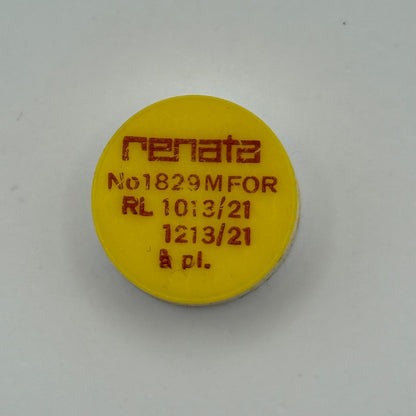 renata
No1829MFOR
RL 1013/21
1213/21
à pl.